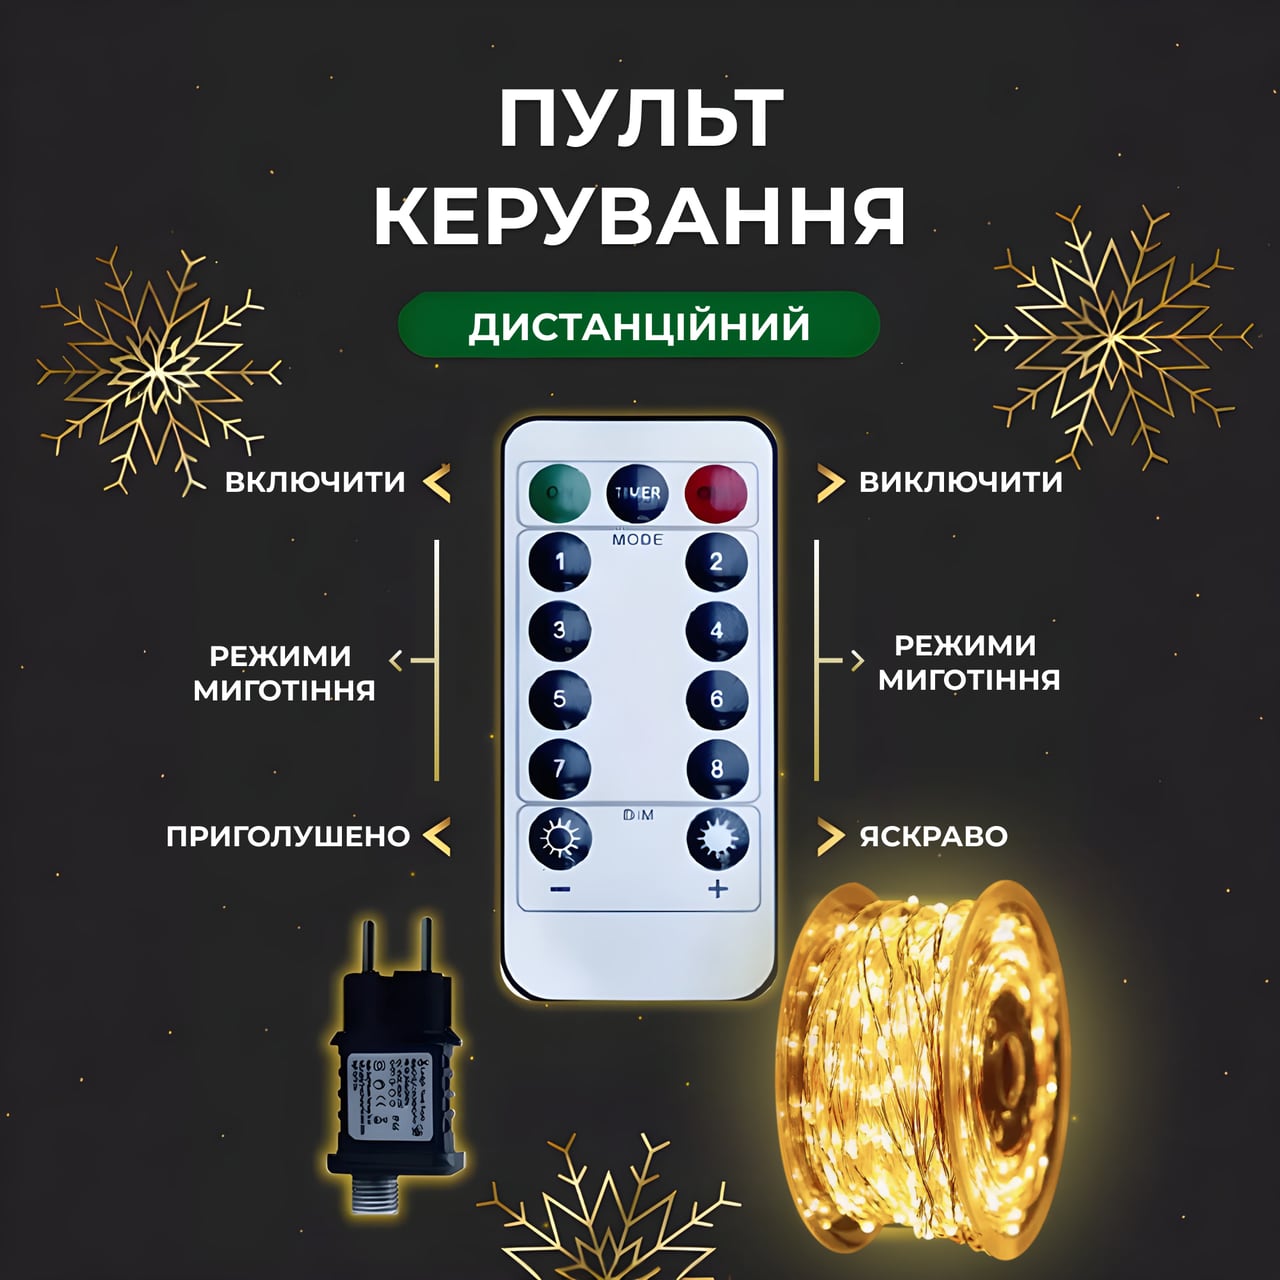 ПУЛЬТ
КЕРУВАННЯ
ДИСТАНЦІЙНИЙ
ВКЛЮЧИТИ
ВИКЛЮЧИТИ
ON TIMER
MODE
1 2
3 4
5 6
7 8
РЕЖИМИ
МИГОТІННЯ
РЕЖИМИ
МИГОТІННЯ
DIM
ПРИГОЛУШЕНО
ЯСКРАВО
− +